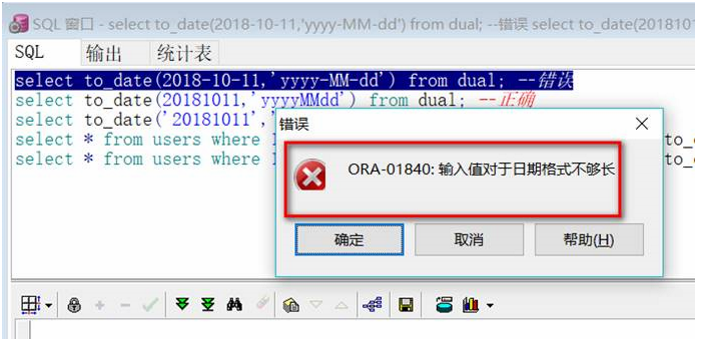 SQL 窗口 - select to_date(2018-10-11,'yyyy-MM-dd') from dual; --错误 select to_date(2018101
SQL 输出 统计表
select to_date(2018-10-11,'yyyy-MM-dd') from dual; --错误
select to_date(20181011,'yyyyMMdd') from dual; --正确
select to_date('20181011','
select * from users where
select * from users where
to_
to_
错误
ORA-01840: 输入值对于日期格式不够长
确定 取消 帮助(H)